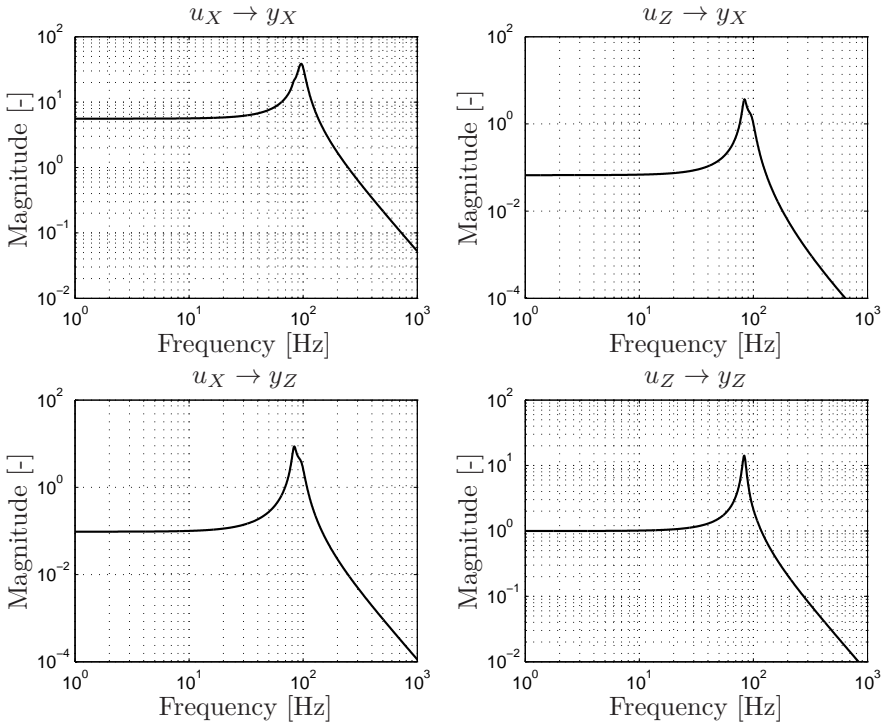 u_X → y_X
10^2
10^1
10^0
10^-1
10^-2
Magnitude [-]
10^0 10^1 10^2 10^3
Frequency [Hz]
u_Z → y_X
10^2
10^0
10^-2
10^-4
Magnitude [-]
10^0 10^1 10^2 10^3
Frequency [Hz]
u_X → y_Z
10^2
10^0
10^-2
10^-4
Magnitude [-]
10^0 10^1 10^2 10^3
Frequency [Hz]
u_Z → y_Z
10^2
10^1
10^0
10^-1
10^-2
Magnitude [-]
10^0 10^1 10^2 10^3
Frequency [Hz]